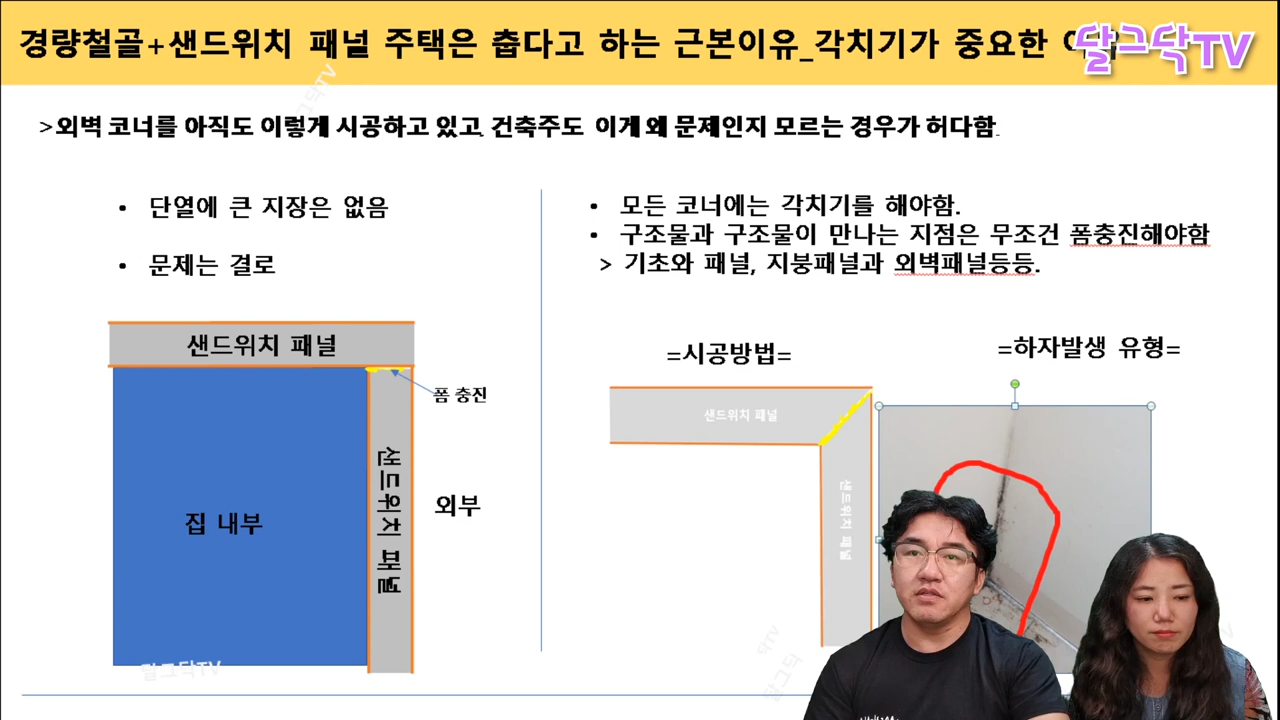 경량철골+샌드위치 패널 주택은 춥다고 하는 근본이유_각치기가 중요한
달그닥TV
>외벽 코너를 아직도 이렇게 시공하고 있고, 건축주도 이게 왜 문제인지 모르는 경우가 허다함.
• 단열에 큰 지장은 없음
• 문제는 결로
• 모든 코너에는 각치기를 해야함.
• 구조물과 구조물이 만나는 지점은 무조건 폼충진해야함
> 기초와 패널, 지붕패널과 외벽패널등등.
샌드위치 패널
폼 충진
샌드위치 패널
집 내부
외부
=시공방법=
=하자발생 유형=
샌드위치 패널
샌드위치 패널
달그닥TV